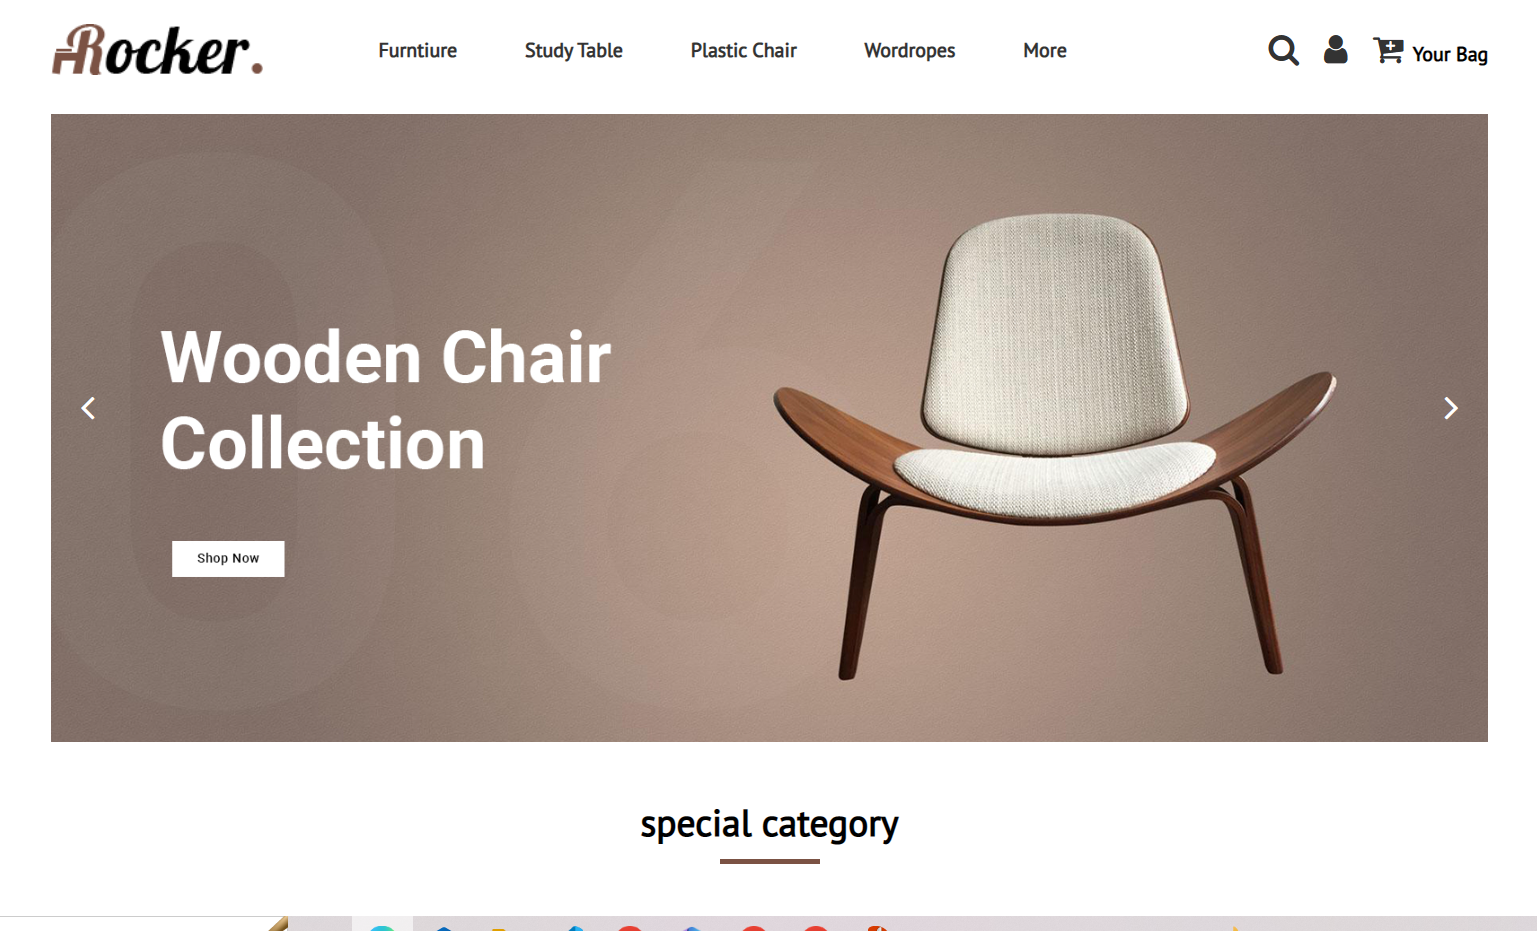 Rocker.
Furntiure
Study Table
Plastic Chair
Wordropes
More
Your Bag
Wooden Chair
Collection
Shop Now
special category